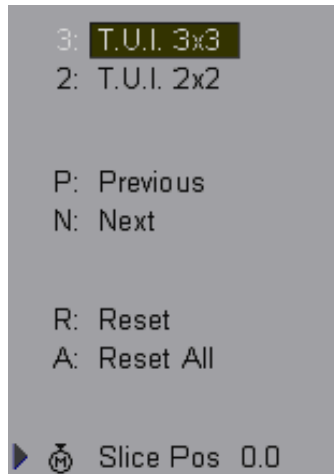 3: T.U.I. 3x3
2: T.U.I. 2x2
P: Previous
N: Next
R: Reset
A: Reset All
M Slice Pos 0.0